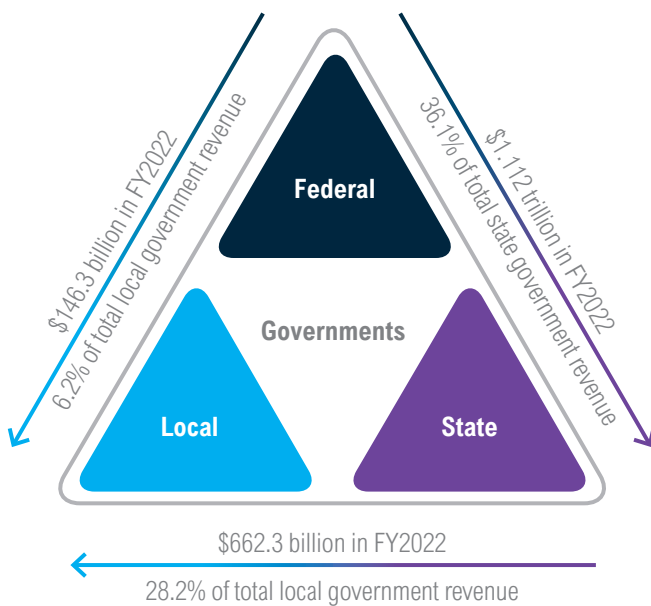 $146.3 billion in FY2022
6.2% of total local government revenue
$1.112 trillion in FY2022
36.1% of total state government revenue
Federal
Governments
Local
State
$662.3 billion in FY2022
28.2% of total local government revenue